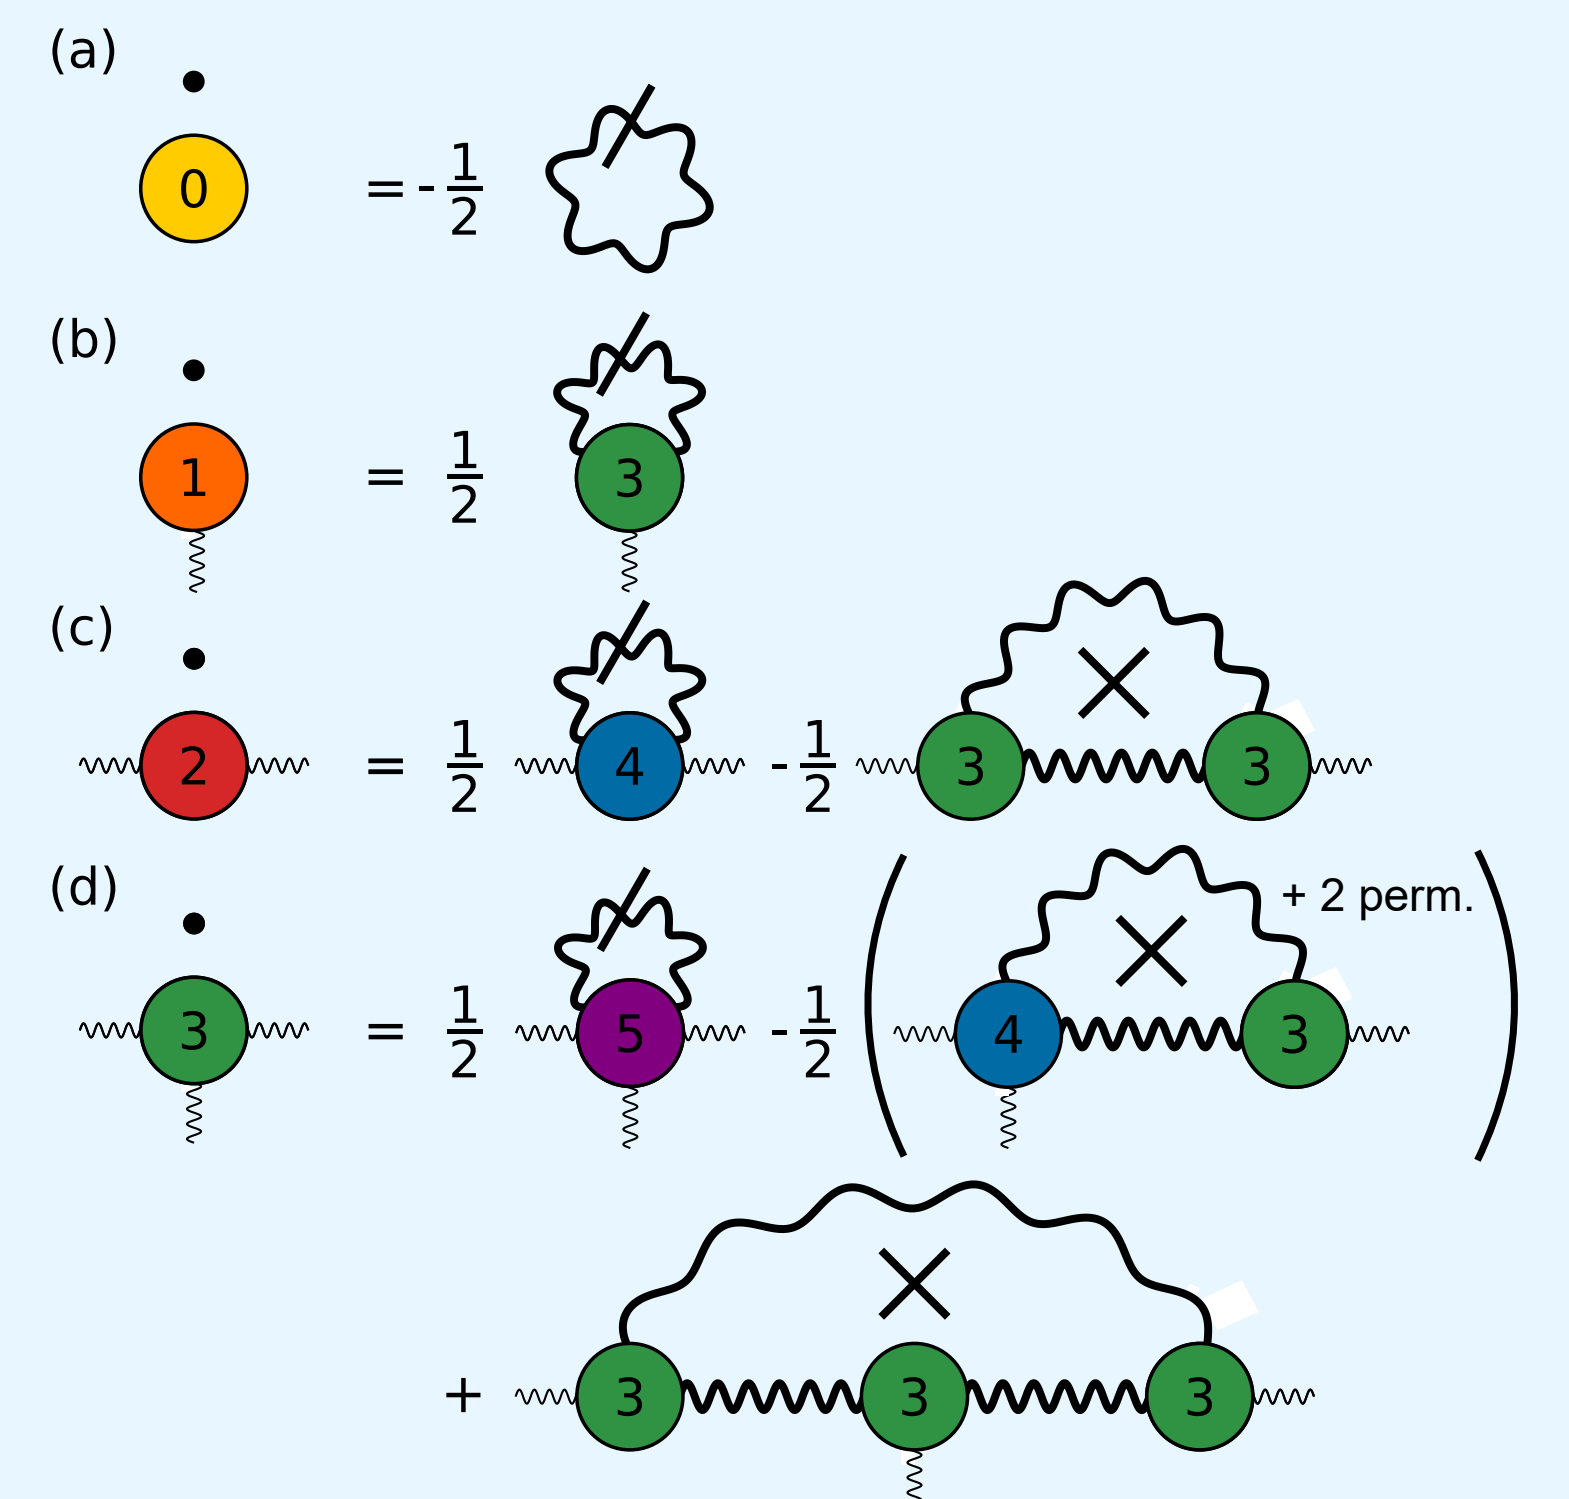 (a)
0 = - 1/2
(b)
1 = 1/2 3
(c)
2 = 1/2 4 - 1/2 3 3
(d)
+ 2 perm.
3 = 1/2 5 - 1/2 ( 4 3 )
+ 3 3 3